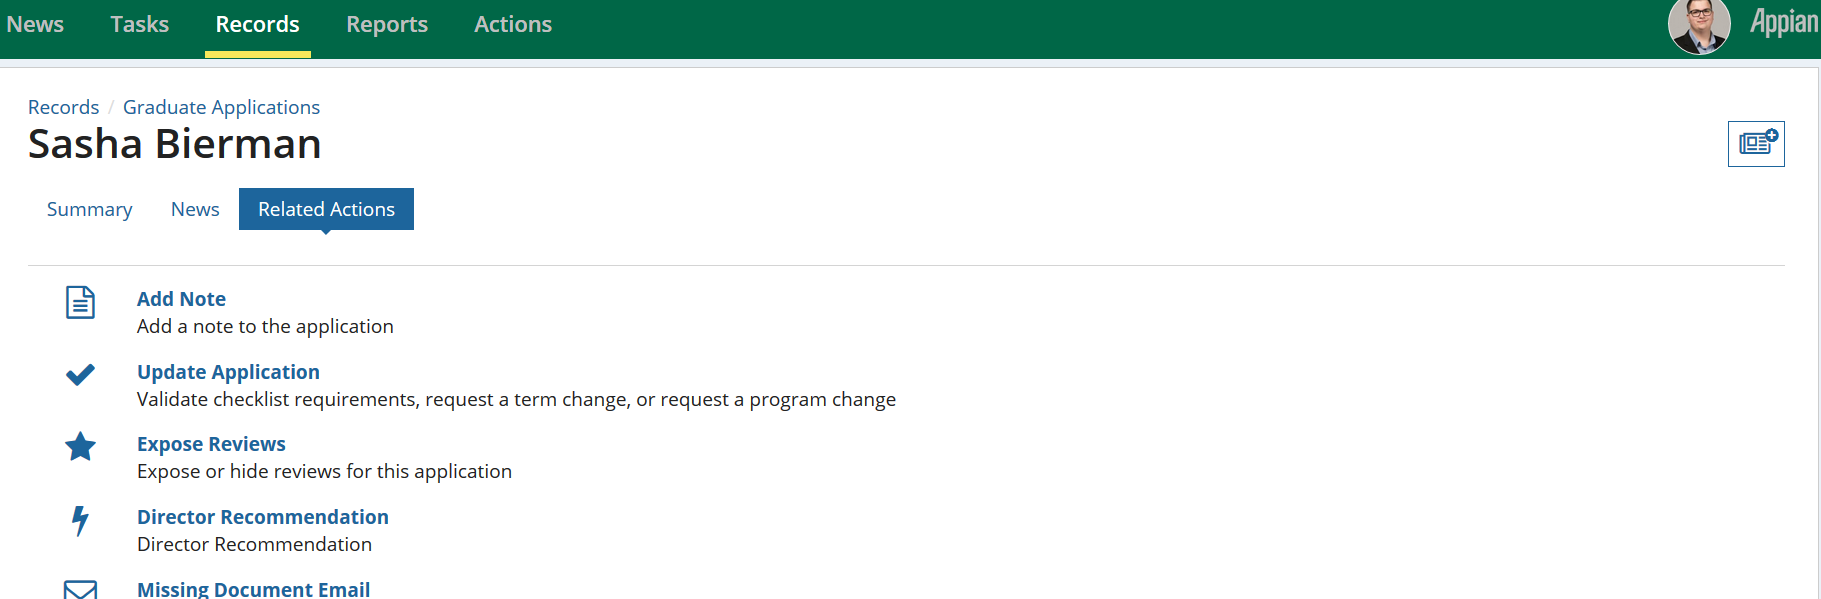 News Tasks Records Reports Actions Appian
Records / Graduate Applications
Sasha Bierman
Summary News Related Actions
Add Note
Add a note to the application
Update Application
Validate checklist requirements, request a term change, or request a program change
Expose Reviews
Expose or hide reviews for this application
Director Recommendation
Director Recommendation
Missing Document Email